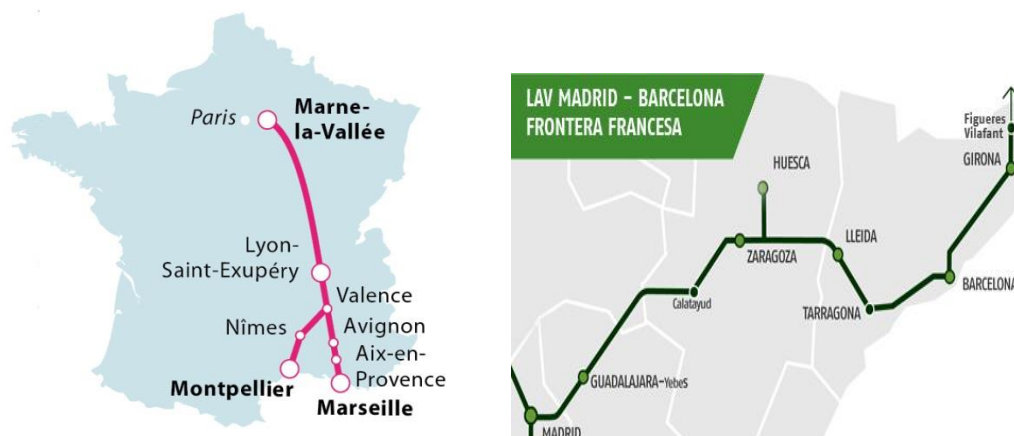 Paris
Marne-
la-Vallée
Lyon-
Saint-Exupéry
Valence
Nîmes
Avignon
Aix-en-
Provence
Montpellier
Marseille
LAV MADRID – BARCELONA
FRONTERA FRANCESA
Figueres
Vilafant
GIRONA
HUESCA
LLEIDA
ZARAGOZA
BARCELONA
Calatayud
TARRAGONA
GUADALAJARA-Yebes
MADRID